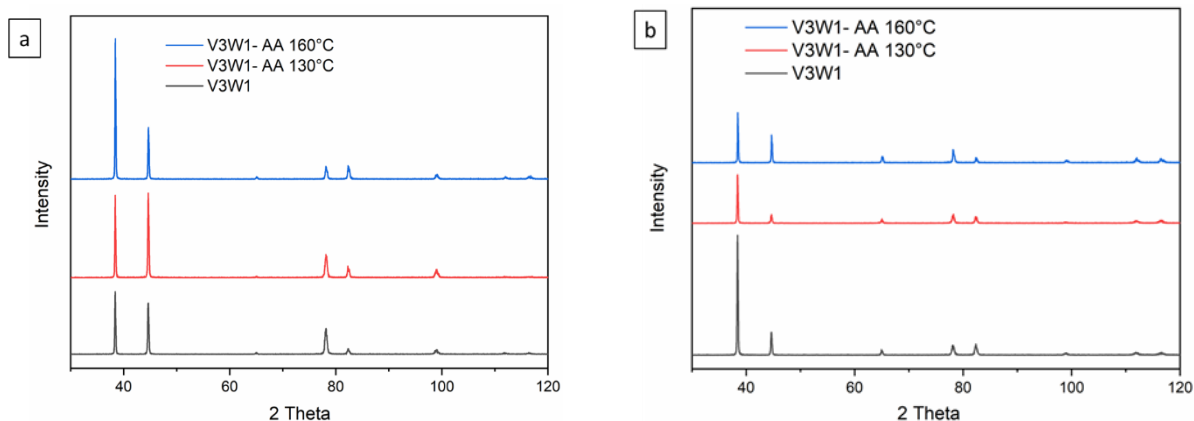 a
V3W1- AA 160°C
V3W1- AA 130°C
V3W1
Intensity
40 60 80 100 120
2 Theta
b
V3W1- AA 160°C
V3W1- AA 130°C
V3W1
Intensity
40 60 80 100 120
2 Theta